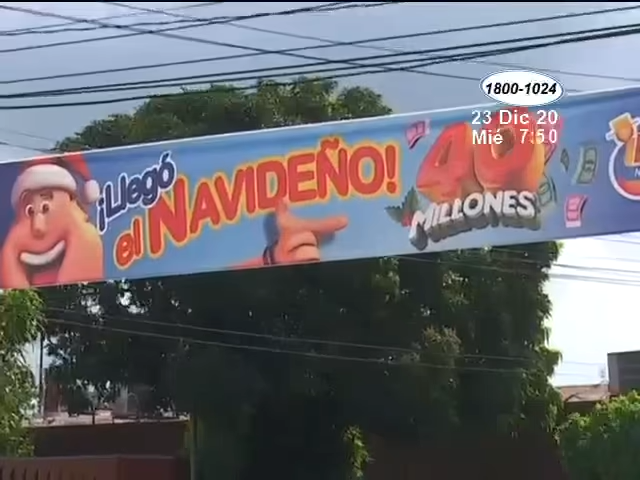 1800-1024
23 Dic 20
Mié 7:50
¡Llegó
el NAVIDEÑO!
40
MILLONES